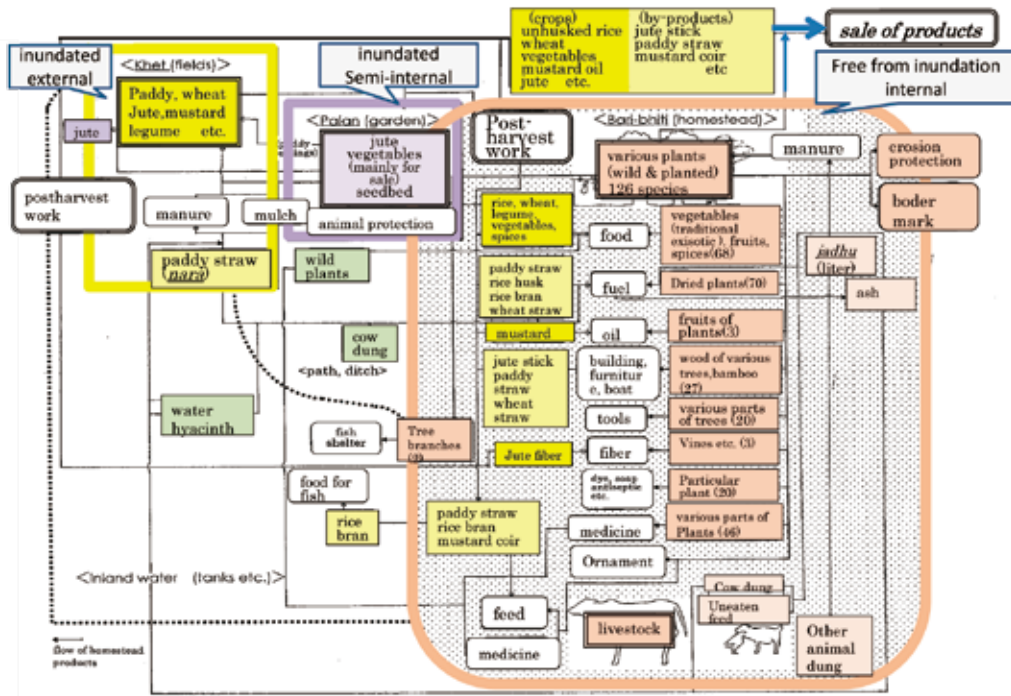 (crops)
unhusked rice
wheat
vegetables
mustard oil
jute etc.
(by-products)
jute stick
paddy straw
mustard coir
etc
sale of products
inundated
external
inundated
Semi-internal
Free from inundation
internal
<Khet (fields)
Paddy, wheat
Jute,mustard
legume etc.
jute
postharvest
work
manure
mulch
paddy straw
(nara)
<Palan (garden)
jute
vegetables
(mainly for
sale)
seedbed
animal protection
Post-
harvest
work
<Bari-bhiti (homestead)
various plants
(wild & planted)
126 species
manure
erosion
protection
boder
mark
rice, wheat,
legume,
vegetables,
spices
food
vegetables
(traditional
exisotic), fruits,
spices(68)
jadhu
(liter)
wild
plants
paddy straw
rice husk
rice bran
wheat straw
fuel
Dried plants(70)
ash
mustard
oil
fruits of
plants(3)
cow
dung
<path, ditch>
jute stick
paddy
straw
wheat
straw
building,
furnitur
e, boat
wood of various
trees,bamboo
(27)
water
hyacinth
fish
shelter
Tree
branches
tools
various parts
of trees (20)
Jute fiber
fiber
Vines etc. (3)
food for
fish
dye, soap
antiseptic
etc.
Particular
plant (20)
rice
bran
paddy straw
rice bran
mustard coir
medicine
various parts of
Plants (46)
Ornament
<Inland water (tanks etc.)>
Cow dung
Uneaten
feed
feed
livestock
medicine
Other
animal
dung
flow of homestead
products